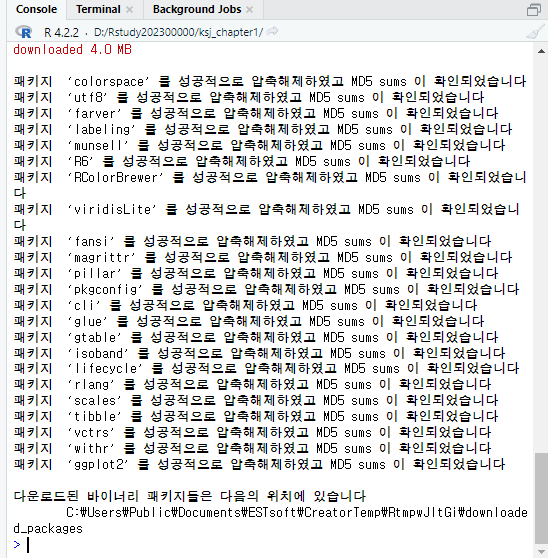 Console Terminal × Background Jobs ×
R 4.2.2 · D:/Rstudy202300000/ksj_chapter1/
downloaded 4.0 MB
패키지 ‘colorspace’ 를 성공적으로 압축해제하였고 MD5 sums 이 확인되었습니다
패키지 ‘utf8’ 를 성공적으로 압축해제하였고 MD5 sums 이 확인되었습니다
패키지 ‘farver’ 를 성공적으로 압축해제하였고 MD5 sums 이 확인되었습니다
패키지 ‘labeling’ 를 성공적으로 압축해제하였고 MD5 sums 이 확인되었습니다
패키지 ‘munsell’ 를 성공적으로 압축해제하였고 MD5 sums 이 확인되었습니다
패키지 ‘R6’ 를 성공적으로 압축해제하였고 MD5 sums 이 확인되었습니다
패키지 ‘RColorBrewer’ 를 성공적으로 압축해제하였고 MD5 sums 이 확인되었습니
다
패키지 ‘viridisLite’ 를 성공적으로 압축해제하였고 MD5 sums 이 확인되었습니
다
패키지 ‘fansi’ 를 성공적으로 압축해제하였고 MD5 sums 이 확인되었습니다
패키지 ‘magrittr’ 를 성공적으로 압축해제하였고 MD5 sums 이 확인되었습니다
패키지 ‘pillar’ 를 성공적으로 압축해제하였고 MD5 sums 이 확인되었습니다
패키지 ‘pkgconfig’ 를 성공적으로 압축해제하였고 MD5 sums 이 확인되었습니다
패키지 ‘cli’ 를 성공적으로 압축해제하였고 MD5 sums 이 확인되었습니다
패키지 ‘glue’ 를 성공적으로 압축해제하였고 MD5 sums 이 확인되었습니다
패키지 ‘gtable’ 를 성공적으로 압축해제하였고 MD5 sums 이 확인되었습니다
패키지 ‘isoband’ 를 성공적으로 압축해제하였고 MD5 sums 이 확인되었습니다
패키지 ‘lifecycle’ 를 성공적으로 압축해제하였고 MD5 sums 이 확인되었습니다
패키지 ‘rlang’ 를 성공적으로 압축해제하였고 MD5 sums 이 확인되었습니다
패키지 ‘scales’ 를 성공적으로 압축해제하였고 MD5 sums 이 확인되었습니다
패키지 ‘tibble’ 를 성공적으로 압축해제하였고 MD5 sums 이 확인되었습니다
패키지 ‘vctrs’ 를 성공적으로 압축해제하였고 MD5 sums 이 확인되었습니다
패키지 ‘withr’ 를 성공적으로 압축해제하였고 MD5 sums 이 확인되었습니다
패키지 ‘ggplot2’ 를 성공적으로 압축해제하였고 MD5 sums 이 확인되었습니다
다운로드된 바이너리 패키지들은 다음의 위치에 있습니다
C:₩Users₩Public₩Documents₩ESTsoft₩CreatorTemp₩RtmpwJltGi₩downloade
d_packages
>